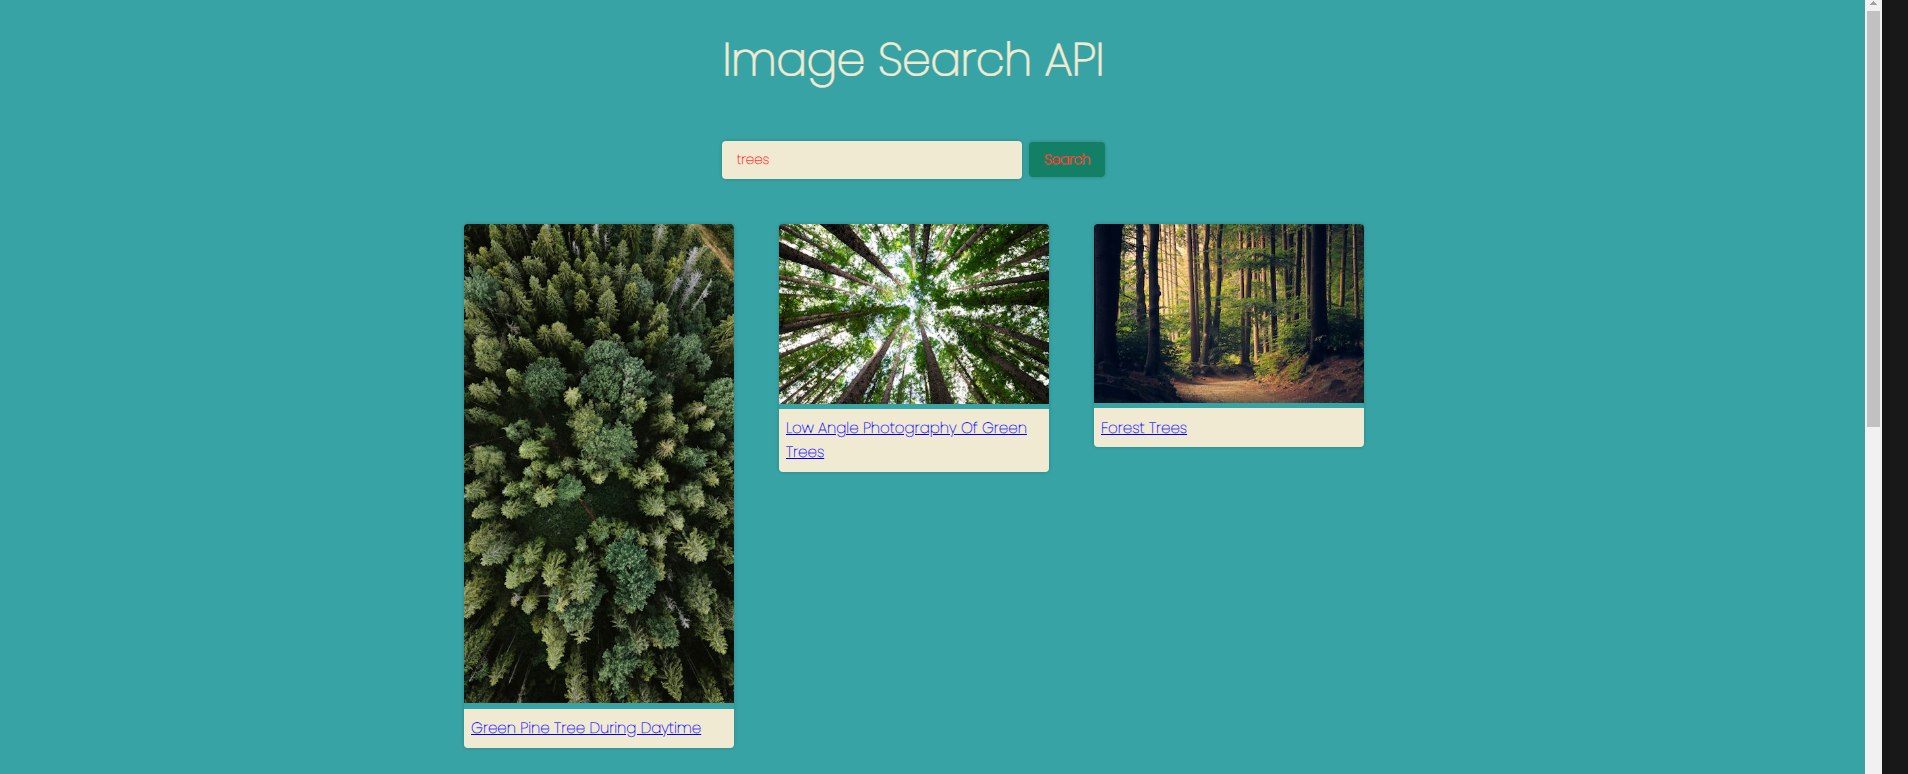 Image Search API
trees
Search
Low Angle Photography Of Green
Trees
Forest Trees
Green Pine Tree During Daytime